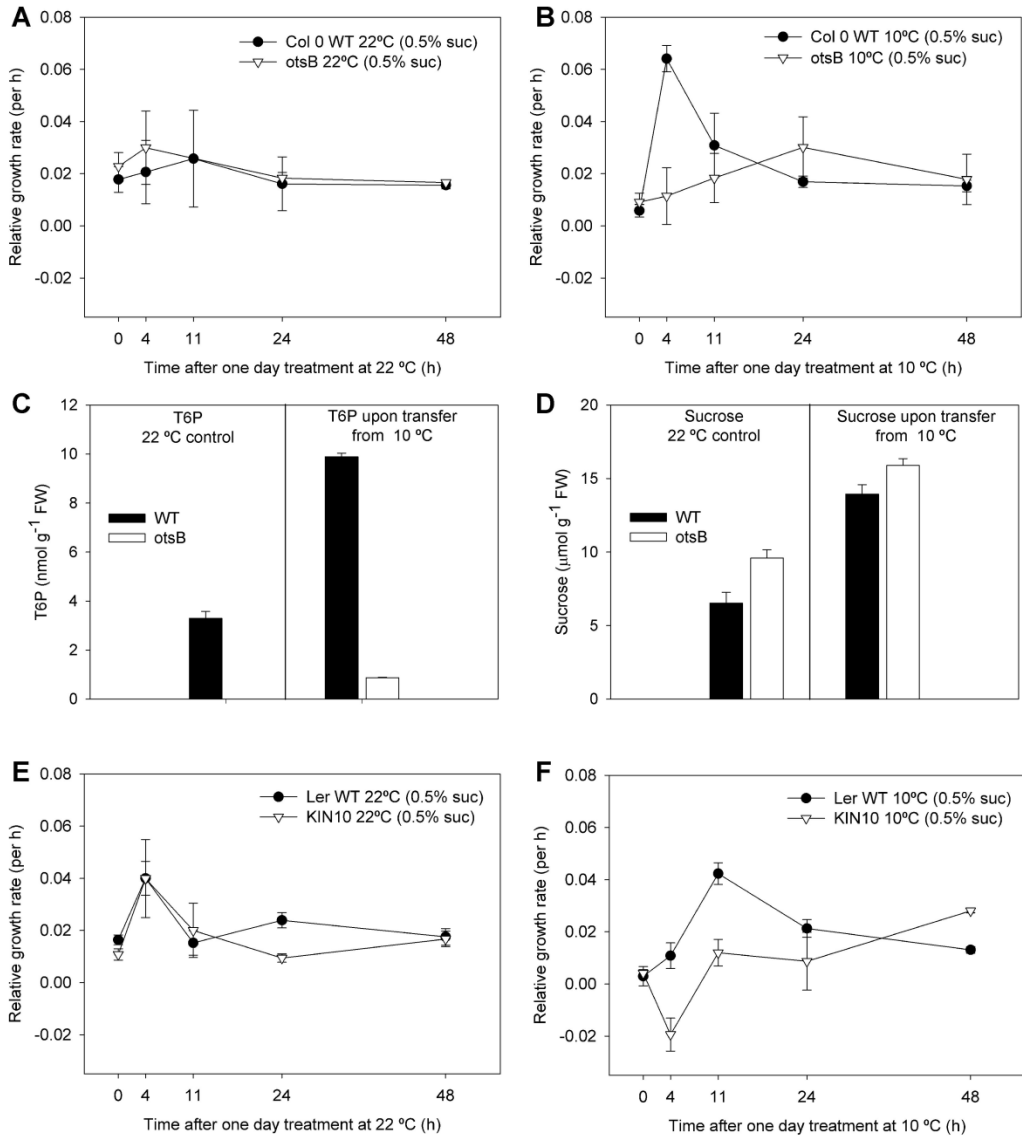 A
Relative growth rate (per h)
0.08
0.06
0.04
0.02
0.00
-0.02
Col 0 WT 22ºC (0.5% suc)
otsB 22ºC (0.5% suc)
0 4 11 24 48
Time after one day treatment at 22 ºC (h)
B
Relative growth rate (per h)
0.08
0.06
0.04
0.02
0.00
-0.02
Col 0 WT 10ºC (0.5% suc)
otsB 10ºC (0.5% suc)
0 4 11 24 48
Time after one day treatment at 10 ºC (h)
C
T6P (nmol g⁻¹ FW)
12
10
8
6
4
2
0
T6P
22 ºC control
T6P upon transfer
from 10 ºC
WT
otsB
D
Sucrose (µmol g⁻¹ FW)
20
15
10
5
0
Sucrose
22 ºC control
Sucrose upon transfer
from 10 ºC
WT
otsB
E
Relative growth rate (per h)
0.08
0.06
0.04
0.02
0.00
-0.02
Ler WT 22ºC (0.5% suc)
KIN10 22ºC (0.5% suc)
0 4 11 24 48
Time after one day treatment at 22 ºC (h)
F
Relative growth rate (per h)
0.08
0.06
0.04
0.02
0.00
-0.02
Ler WT 10ºC (0.5% suc)
KIN10 10ºC (0.5% suc)
0 4 11 24 48
Time after one day treatment at 10 ºC (h)